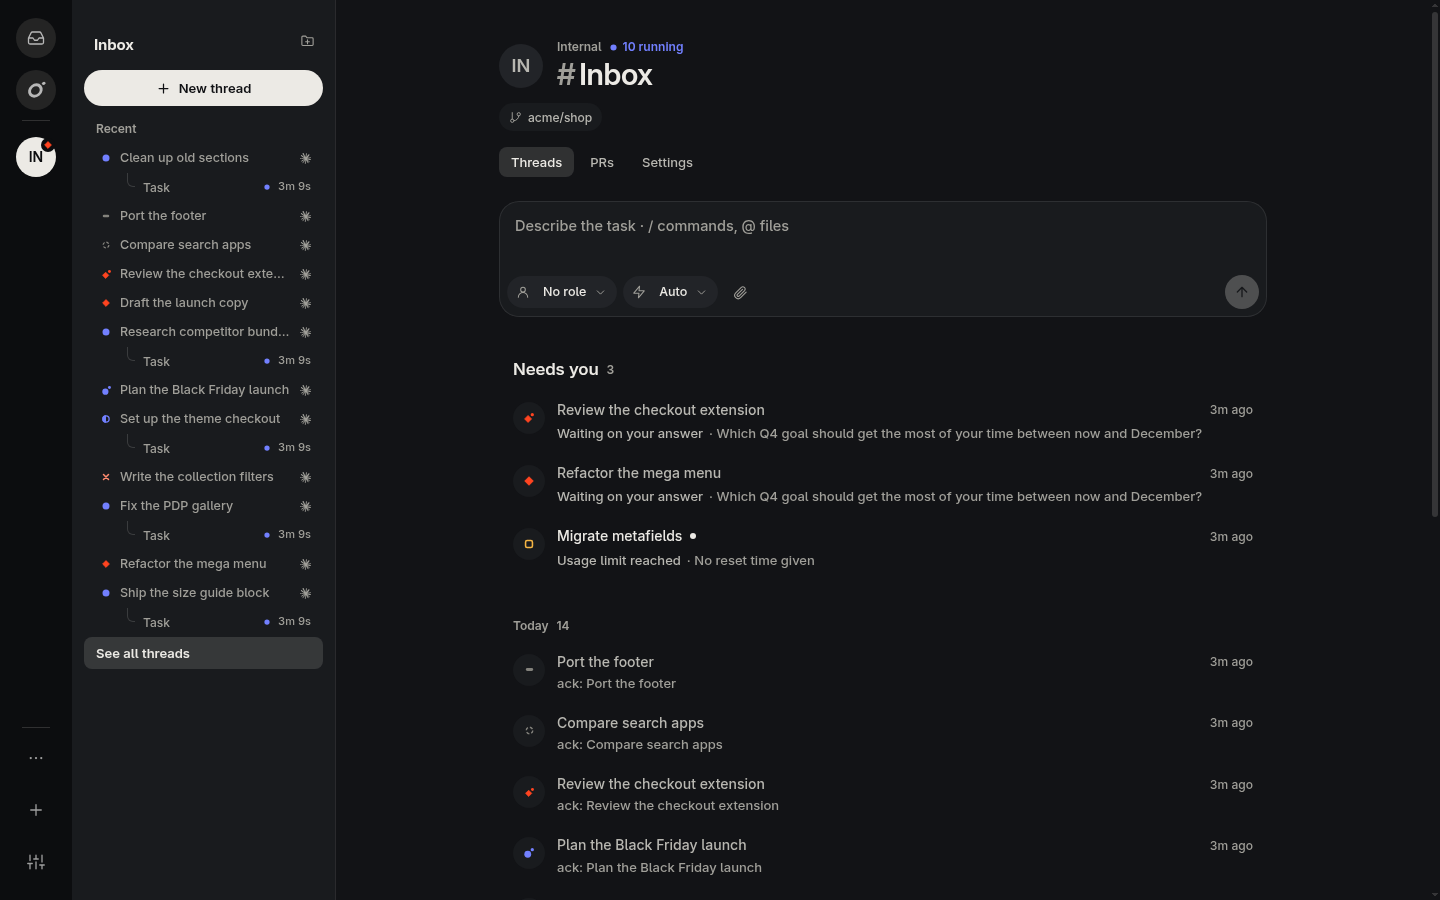 Inbox
New thread
Recent
Clean up old sections
Task 3m 9s
Port the footer
Compare search apps
Review the checkout exte...
Draft the launch copy
Research competitor bund...
Task 3m 9s
Plan the Black Friday launch
Set up the theme checkout
Task 3m 9s
Write the collection filters
Fix the PDP gallery
Task 3m 9s
Refactor the mega menu
Ship the size guide block
Task 3m 9s
See all threads
IN
IN
Internal 10 running
#Inbox
acme/shop
Threads PRs Settings
Describe the task · / commands, @ files
No role Auto
Needs you 3
Review the checkout extension 3m ago
Waiting on your answer · Which Q4 goal should get the most of your time between now and December?
Refactor the mega menu 3m ago
Waiting on your answer · Which Q4 goal should get the most of your time between now and December?
Migrate metafields 3m ago
Usage limit reached · No reset time given
Today 14
Port the footer 3m ago
ack: Port the footer
Compare search apps 3m ago
ack: Compare search apps
Review the checkout extension 3m ago
ack: Review the checkout extension
Plan the Black Friday launch 3m ago
ack: Plan the Black Friday launch